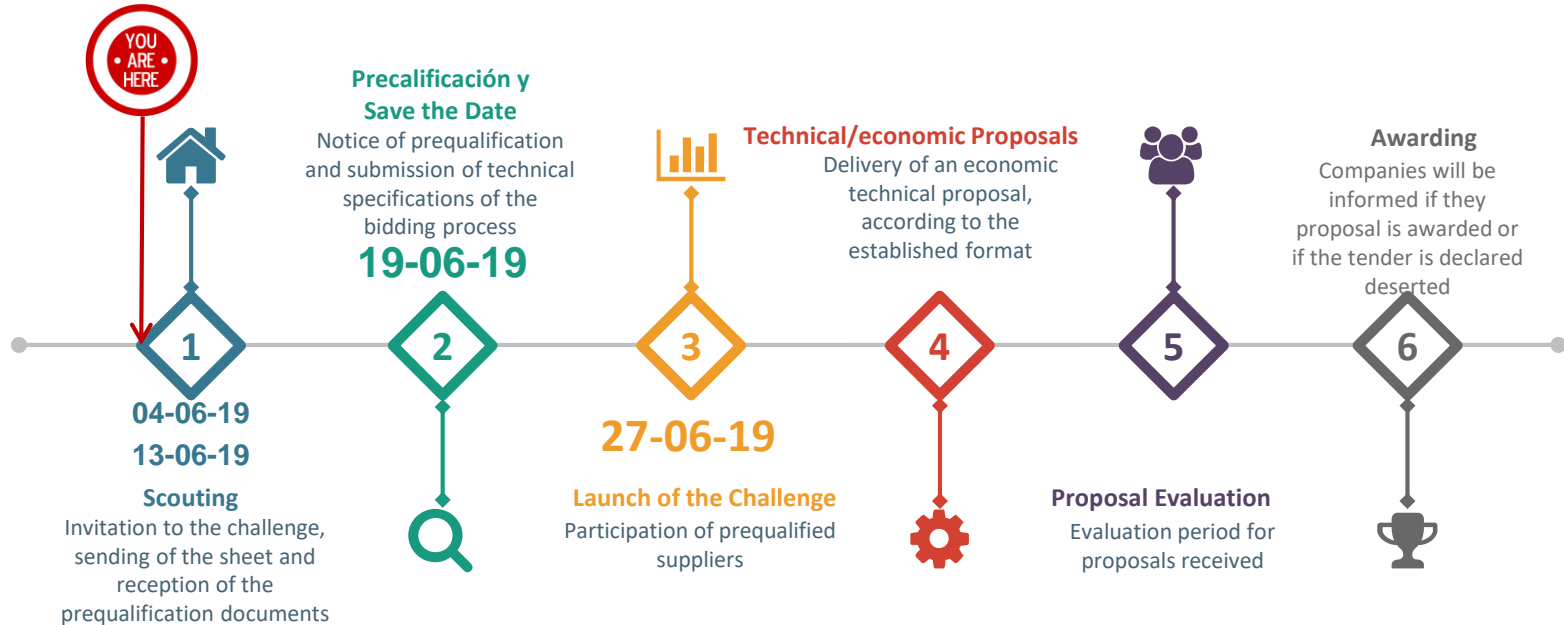 YOU
• ARE •
HERE
Precalificación y
Save the Date
Notice of prequalification
and submission of technical
specifications of the
bidding process
19-06-19
Technical/economic Proposals
Delivery of an economic
technical proposal,
according to the
established format
Awarding
Companies will be
informed if they
proposal is awarded or
if the tender is declared
deserted
1
2
3
4
5
6
04-06-19
13-06-19
Scouting
Invitation to the challenge,
sending of the sheet and
reception of the
prequalification documents
27-06-19
Launch of the Challenge
Participation of prequalified
suppliers
Proposal Evaluation
Evaluation period for
proposals received